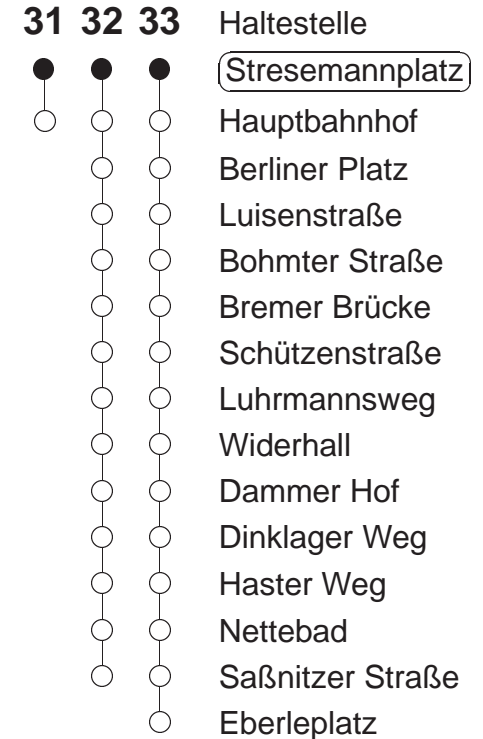 31 32 33 Haltestelle
Stresemannplatz
Hauptbahnhof
Berliner Platz
Luisenstraße
Bohmter Straße
Bremer Brücke
Schützenstraße
Luhrmannsweg
Widerhall
Dammer Hof
Dinklager Weg
Haster Weg
Nettebad
Saßnitzer Straße
Eberleplatz